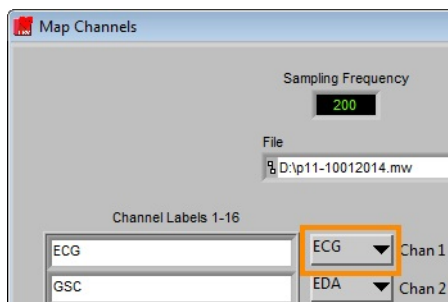 Map Channels
Sampling Frequency
200
File
D:\p11-10012014.mw
Channel Labels 1-16
ECG ECG Chan 1
GSC EDA Chan 2